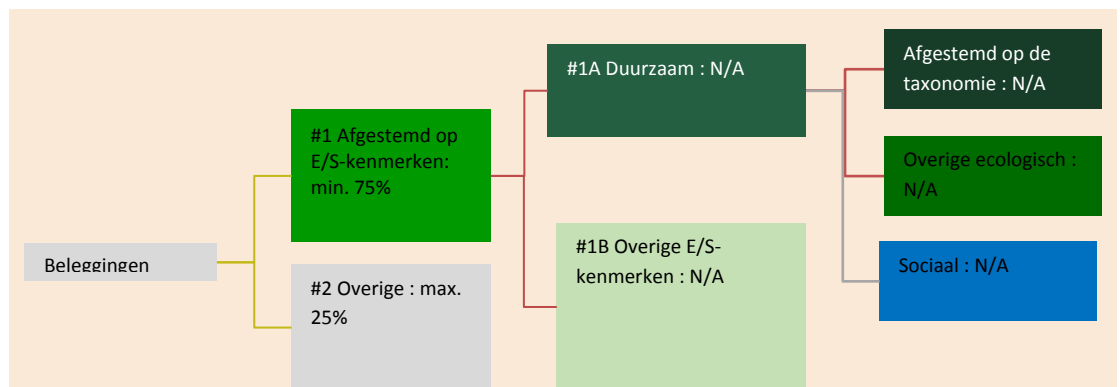 Beleggingen
#1 Afgestemd op
E/S-kenmerken:
min. 75%
#2 Overige : max.
25%
#1A Duurzaam : N/A
#1B Overige E/S-
kenmerken : N/A
Afgestemd op de
taxonomie : N/A
Overige ecologisch :
N/A
Sociaal : N/A